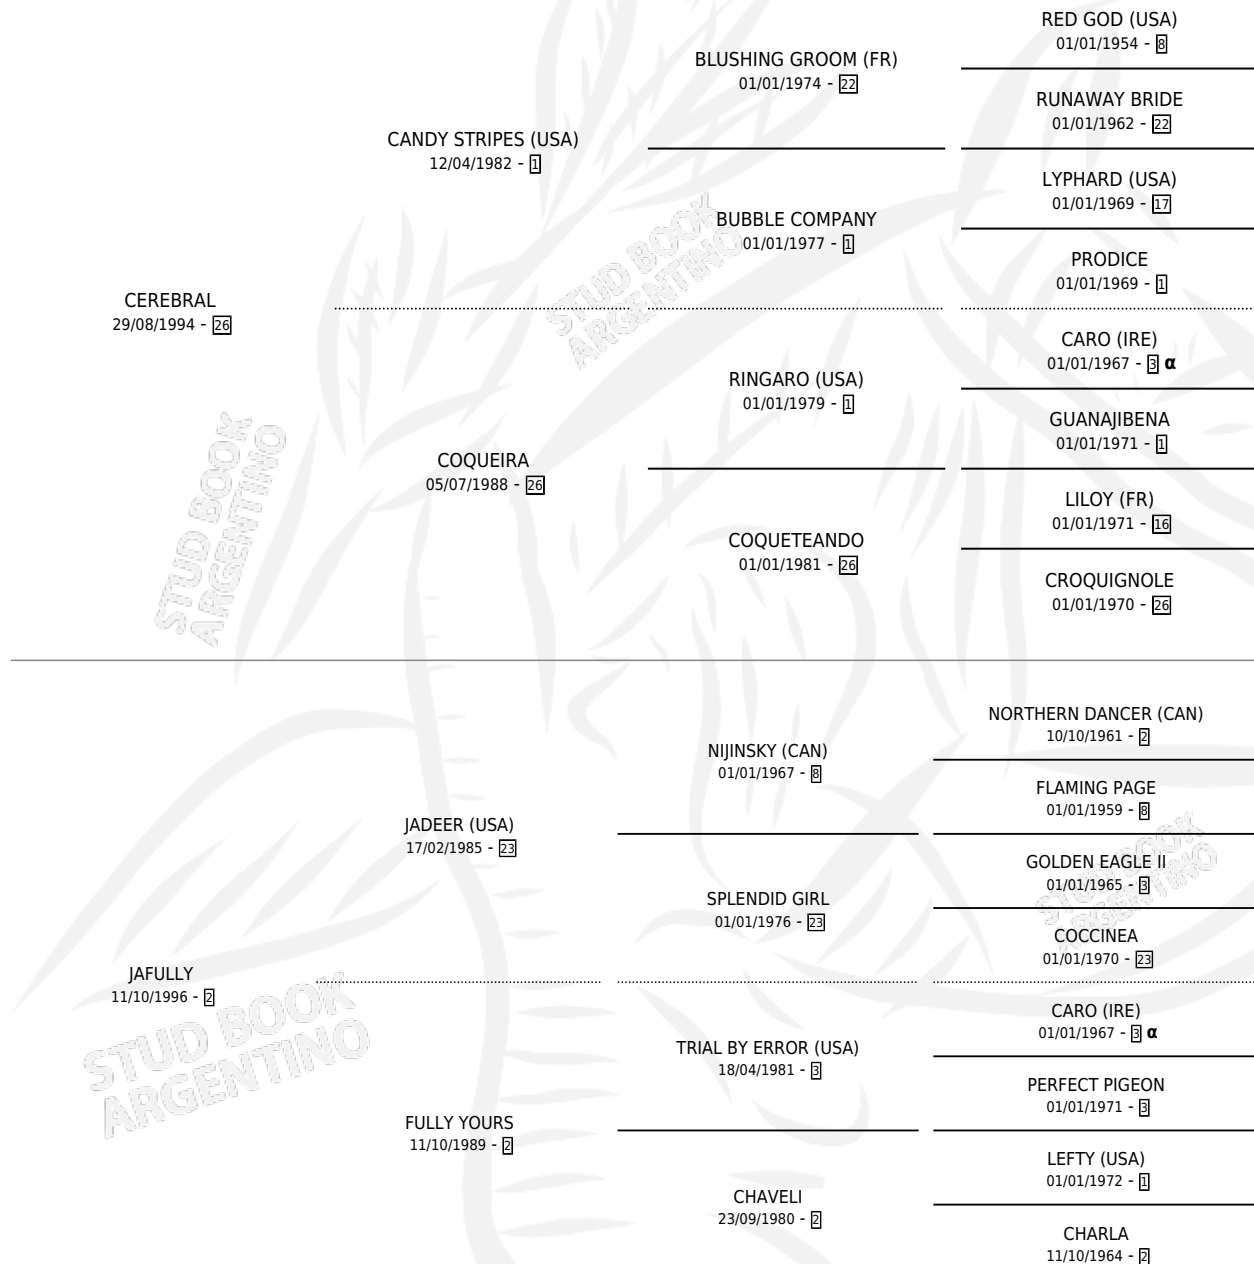 RED GOD (USA)
01/01/1954 - 8
BLUSHING GROOM (FR)
01/01/1974 - 22
RUNAWAY BRIDE
01/01/1962 - 22
CANDY STRIPES (USA)
12/04/1982 - 1
LYPHARD (USA)
01/01/1969 - 17
BUBBLE COMPANY
01/01/1977 - 1
PRODICE
01/01/1969 - 1
CEREBRAL
29/08/1994 - 26
CARO (IRE)
01/01/1967 - 3 α
RINGARO (USA)
01/01/1979 - 1
GUANAJIBENA
01/01/1971 - 1
COQUEIRA
05/07/1988 - 26
LILOY (FR)
01/01/1971 - 16
COQUETEANDO
01/01/1981 - 26
CROQUIGNOLE
01/01/1970 - 26
NORTHERN DANCER (CAN)
10/10/1961 - 2
NIJINSKY (CAN)
01/01/1967 - 8
FLAMING PAGE
01/01/1959 - 8
JADEER (USA)
17/02/1985 - 23
GOLDEN EAGLE II
01/01/1965 - 3
SPLENDID GIRL
01/01/1976 - 23
COCCINEA
01/01/1970 - 23
JAFULLY
11/10/1996 - 2
CARO (IRE)
01/01/1967 - 3 α
TRIAL BY ERROR (USA)
18/04/1981 - 3
PERFECT PIGEON
01/01/1971 - 3
FULLY YOURS
11/10/1989 - 2
LEFTY (USA)
01/01/1972 - 1
CHAVELI
23/09/1980 - 2
CHARLA
11/10/1964 - 2
STUD BOOK
ARGENTINO
STUD BOOK
ARGENTINO
STUD BOOK
ARGENTINO
STUD BOOK
ARGENTINO